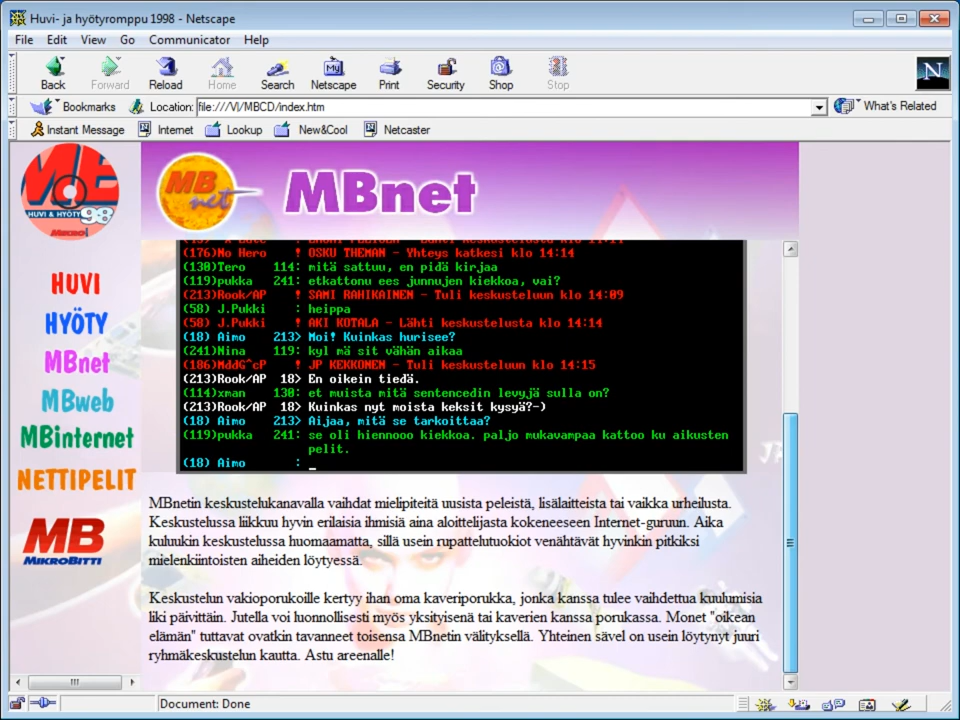 Huvi- ja hyötyromppu 1998 - Netscape
File Edit View Go Communicator Help
Back Forward Reload Home Search Netscape Print Security Shop Stop
N
Bookmarks Location: file:///V|/MBCD/index.htm What's Related
Instant Message Internet Lookup New&Cool Netcaster
HUVI & HYÖTY 98
MIKRO
MB net
MBnet
HUVI
HYÖTY
MBnet
MBweb
MBinternet
NETTIPELIT
MB
MIKROBITTI
(176)No Hero ! OSKU THEMAN - Yhteys katkesi klo 14:14
(130)Tero 114: mitä sattuu, en pidä kirjaa
(119)pukka 241: etkattonu ees junnujen kiekkoa, vai?
(213)Rook/AP ! SAMI RAHIKAINEN - Tuli keskusteluun klo 14:09
(58) J.Pukki : heippa
(58) J.Pukki ! AKI KOTALA - Lähti keskustelusta klo 14:14
(18) Aimo 213> Moi! Kuinkas hurisee?
(241)Nina 119: kyl mä sit vähän aikaa
(186)MddG^cP ! JP KEKKONEN - Tuli keskusteluun klo 14:15
(213)Rook/AP 18> En oikein tiedä.
(114)xman 130: et muista mitä sentencedin levyjä sulla on?
(213)Rook/AP 18> Kuinkas nyt moista keksit kysyä?-)
(18) Aimo 213> Aijaa, mitä se tarkoittaa?
(119)pukka 241: se oli hiennooo kiekkoa. paljo mukavampaa kattoo ku aikusten
pelit.
(18) Aimo : _
MBnetin keskustelukanavalla vaihdat mielipiteitä uusista peleistä, lisälaitteista tai vaikka urheilusta.
Keskustelussa liikkuu hyvin erilaisia ihmisiä aina aloittelijasta kokeneeseen Internet-guruun. Aika
kuluukin keskustelussa huomaamatta, sillä usein rupattelutuokiot venähtävät hyvinkin pitkiksi
mielenkiintoisten aiheiden löytyessä.
Keskustelun vakioporukoille kertyy ihan oma kaveriporukka, jonka kanssa tulee vaihdettua kuulumisia
liki päivittäin. Jutella voi luonnollisesti myös yksityisenä tai kaverien kanssa porukassa. Monet "oikean
elämän" tuttavat ovatkin tavanneet toisensa MBnetin välityksellä. Yhteinen sävel on usein löytynyt juuri
ryhmäkeskustelun kautta. Astu areenalle!
Document: Done